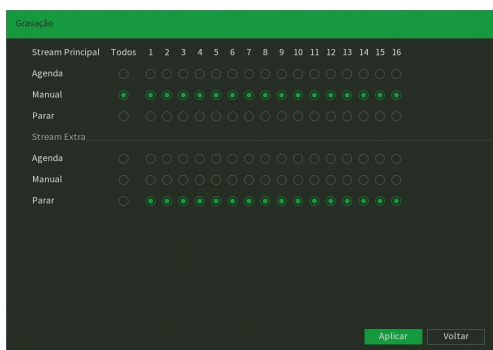 Gravação
Stream Principal Todos 1 2 3 4 5 6 7 8 9 10 11 12 13 14 15 16
Agenda
Manual
Parar
Stream Extra
Agenda
Manual
Parar
Aplicar Voltar